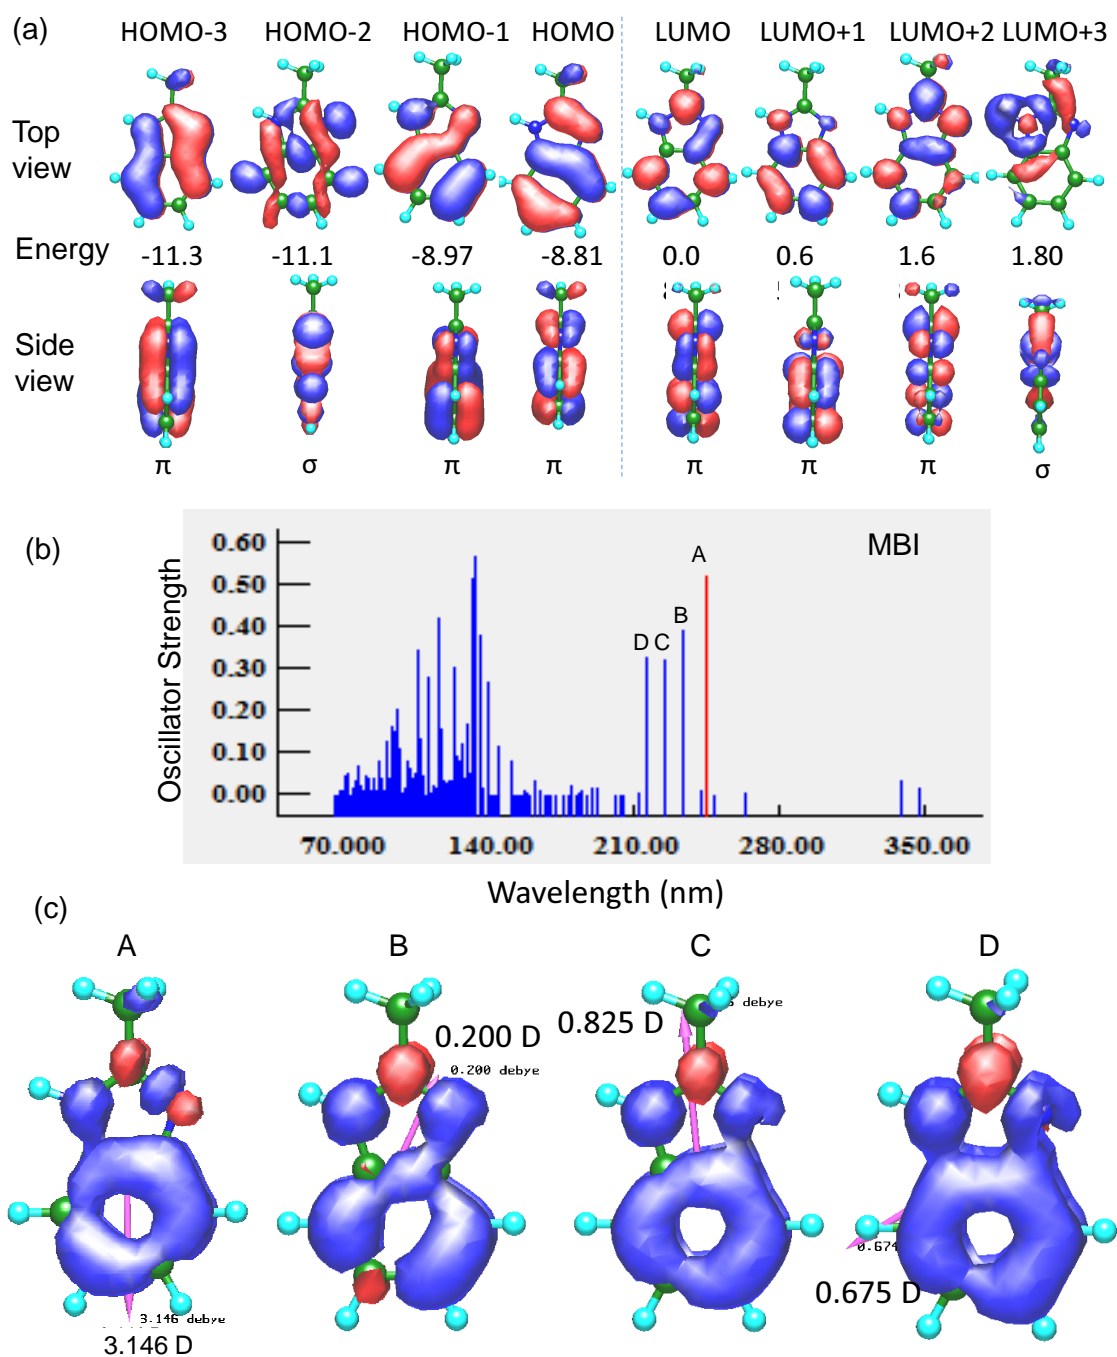 (a)
HOMO-3 HOMO-2 HOMO-1 HOMO LUMO LUMO+1 LUMO+2 LUMO+3
Top
view
Energy -11.3 -11.1 -8.97 -8.81 0.0 0.6 1.6 1.80
Side
view
π σ π π π π π σ
(b)
MBI
Oscillator Strength
0.60
0.50
0.40
0.30
0.20
0.10
0.00
A
B
D C
70.000 140.00 210.00 280.00 350.00
Wavelength (nm)
(c)
A B C D
0.200 D
0.200 debye
0.825 D
debye
0.674
0.675 D
3.146 debye
3.146 D